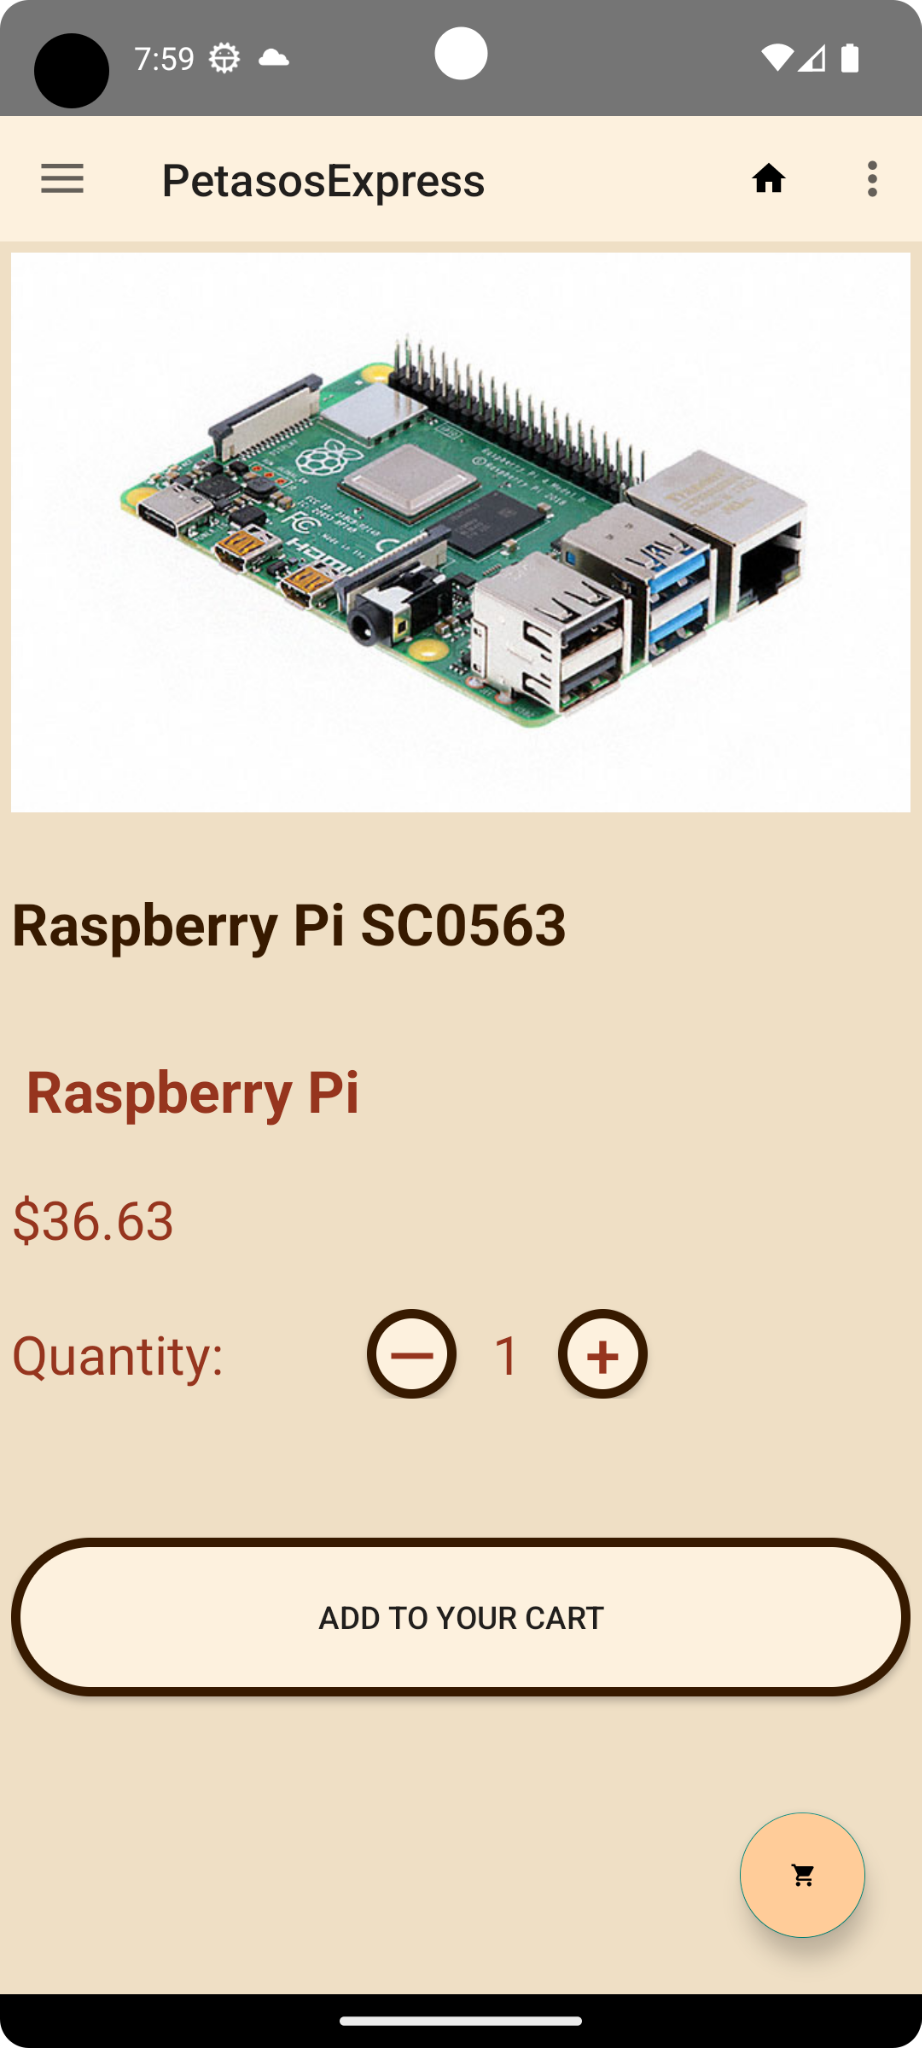 7:59
PetasosExpress
Raspberry Pi SC0563
Raspberry Pi
$36.63
Quantity:
1
ADD TO YOUR CART